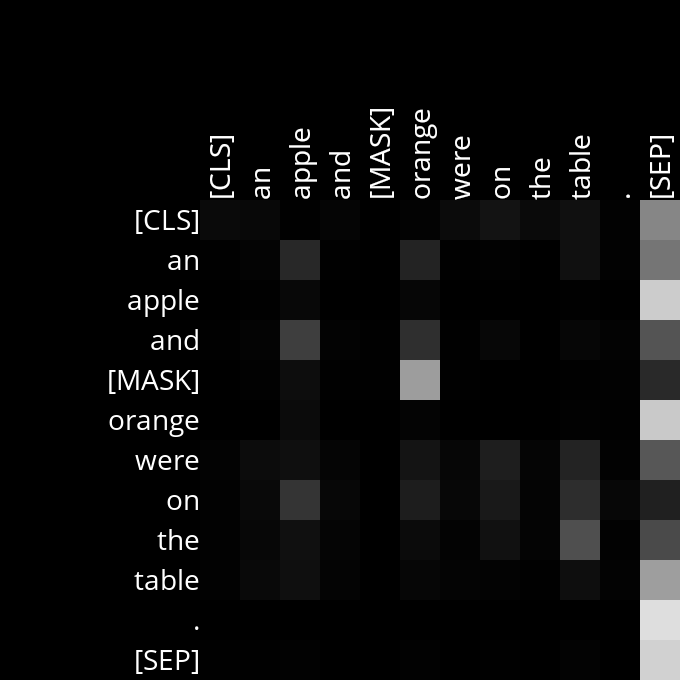 [CLS] an apple and [MASK] orange were on the table . [SEP]
[CLS]
an
apple
and
[MASK]
orange
were
on
the
table
.
[SEP]